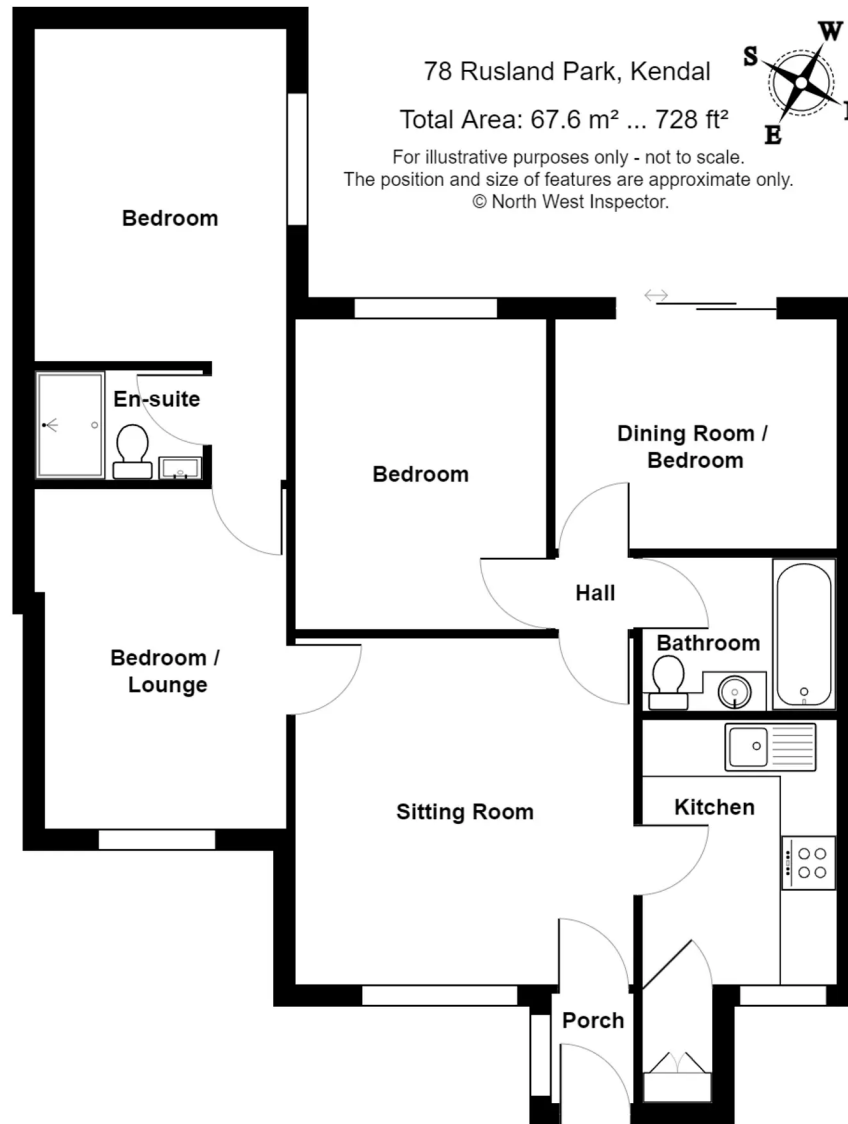 78 Rusland Park, Kendal
Total Area: 67.6 m² ... 728 ft²
For illustrative purposes only - not to scale.
The position and size of features are approximate only.
© North West Inspector.
W
S
E
Bedroom
En-suite
Bedroom
Dining Room /
Bedroom
Hall
Bathroom
Bedroom /
Lounge
Sitting Room
Kitchen
Porch